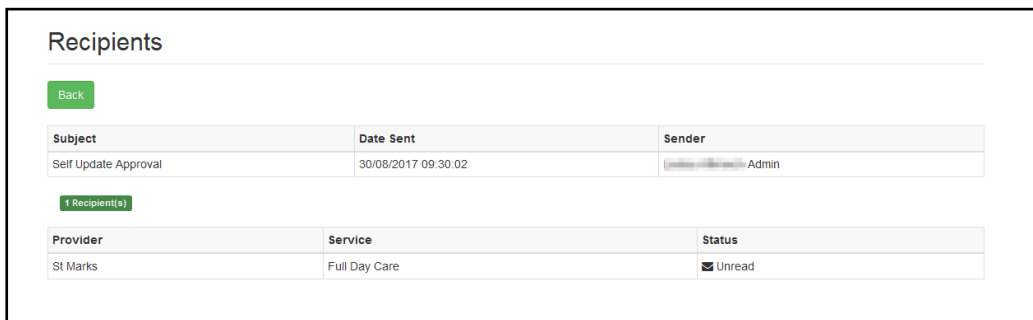 Recipients
Back
Subject Date Sent Sender
Self Update Approval 30/08/2017 09:30:02 Admin
1 Recipient(s)
Provider Service Status
St Marks Full Day Care Unread